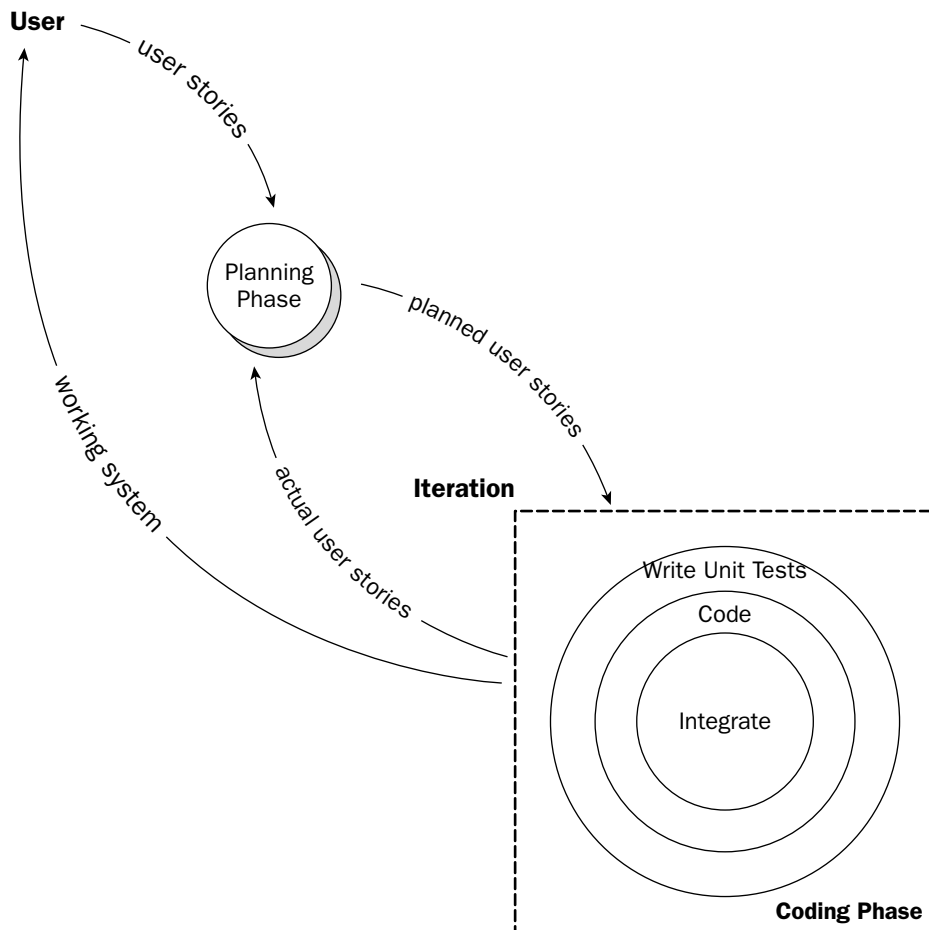 User
user stories
Planning
Phase
planned user stories
working system
actual user stories
Iteration
Write Unit Tests
Code
Integrate
Coding Phase